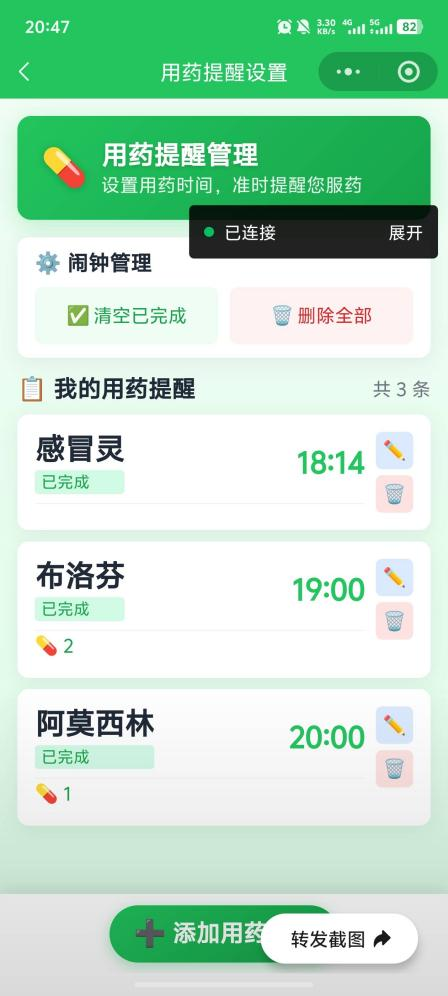 20:47
3.30 KB/s 4G 5G 82
用药提醒设置
用药提醒管理
设置用药时间，准时提醒您服药
已连接 展开
闹钟管理
清空已完成 删除全部
我的用药提醒 共 3 条
感冒灵
18:14
已完成
布洛芬
19:00
已完成
2
阿莫西林
20:00
已完成
1
添加用药
转发截图